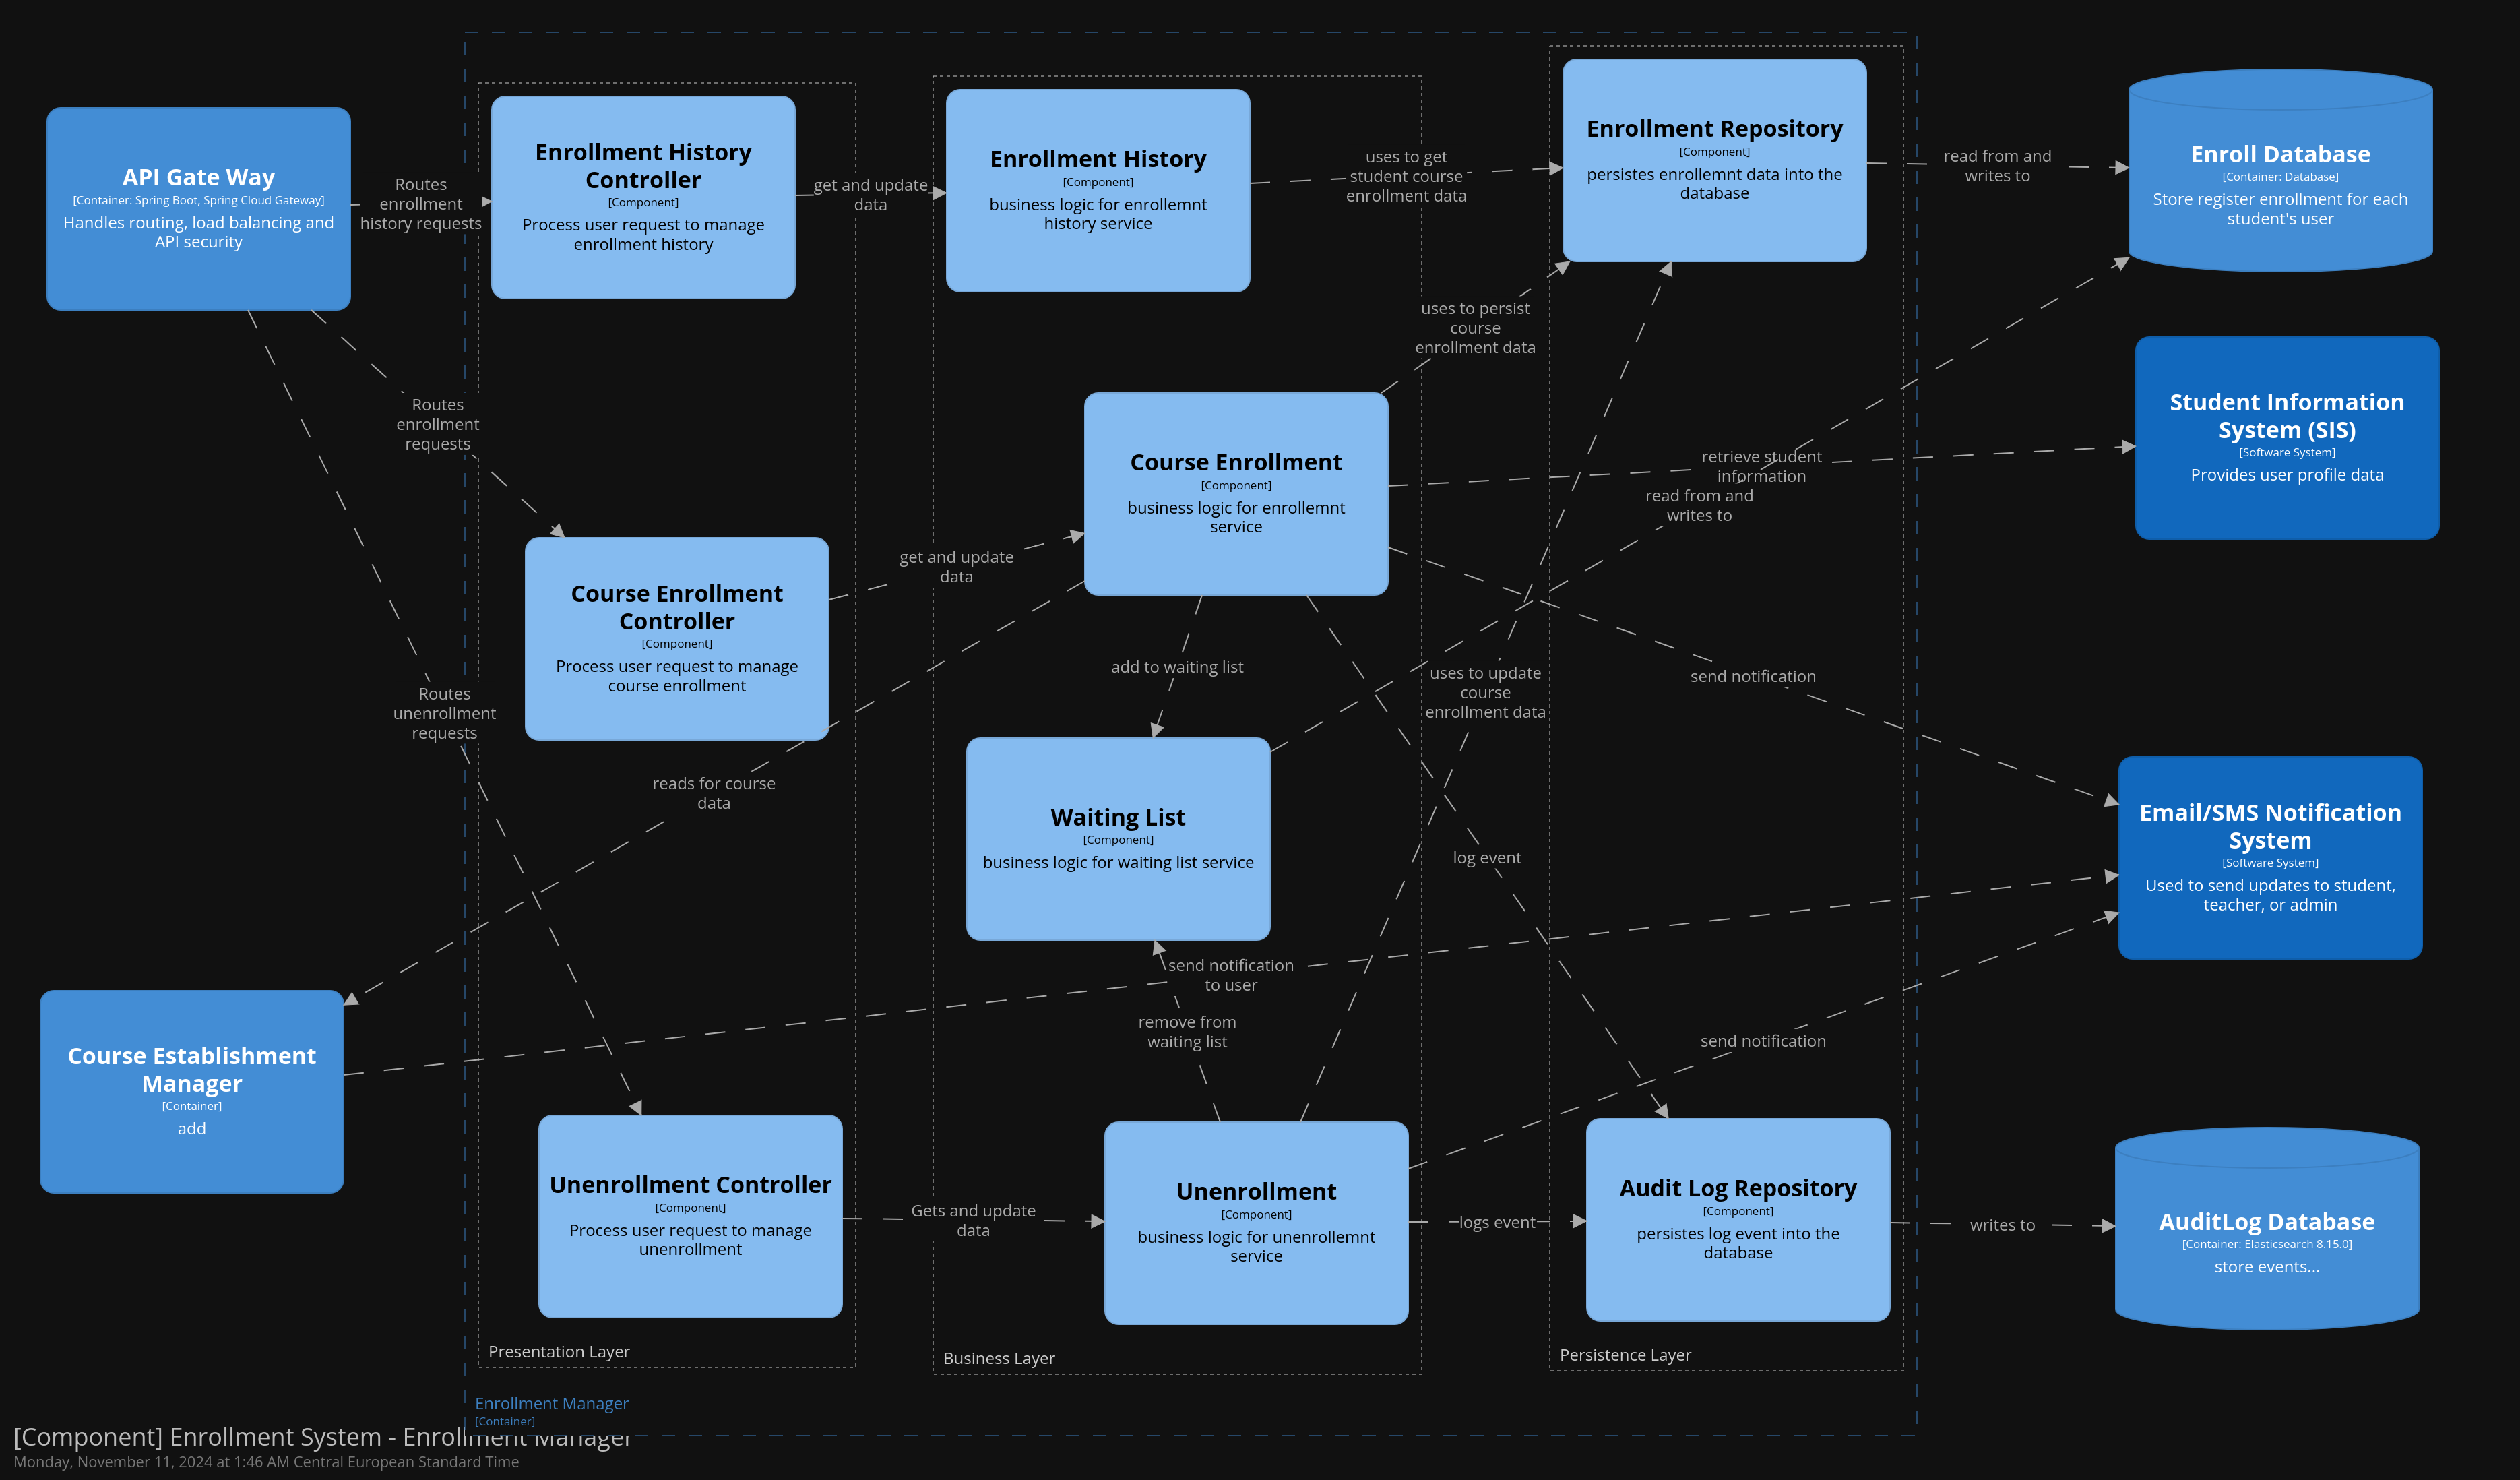 API Gate Way
[Container: Spring Boot, Spring Cloud Gateway]
Handles routing, load balancing and
API security
Routes
enrollment
history requests
Enrollment History
Controller
[Component]
Process user request to manage
enrollment history
get and update
data
Enrollment History
[Component]
business logic for enrollemnt
history service
uses to get
student course
enrollment data
Enrollment Repository
[Component]
persistes enrollemnt data into the
database
read from and
writes to
Enroll Database
[Container: Database]
Store register enrollment for each
student's user
uses to persist
course
enrollment data
Routes
enrollment
requests
Course Enrollment
[Component]
business logic for enrollemnt
service
retrieve student
information
read from and
writes to
Student Information
System (SIS)
[Software System]
Provides user profile data
Course Enrollment
Controller
[Component]
Process user request to manage
course enrollment
get and update
data
Routes
unenrollment
requests
add to waiting list
uses to update
course
enrollment data
send notification
reads for course
data
Waiting List
[Component]
business logic for waiting list service
log event
Email/SMS Notification
System
[Software System]
Used to send updates to student,
teacher, or admin
send notification
to user
remove from
waiting list
send notification
Course Establishment
Manager
[Container]
add
Unenrollment Controller
[Component]
Process user request to manage
unenrollment
Gets and update
data
Unenrollment
[Component]
business logic for unenrollemnt
service
logs event
Audit Log Repository
[Component]
persistes log event into the
database
writes to
AuditLog Database
[Container: Elasticsearch 8.15.0]
store events...
Presentation Layer
Business Layer
Persistence Layer
Enrollment Manager
[Container]
[Component] Enrollment System - Enrollment Manager
Monday, November 11, 2024 at 1:46 AM Central European Standard Time